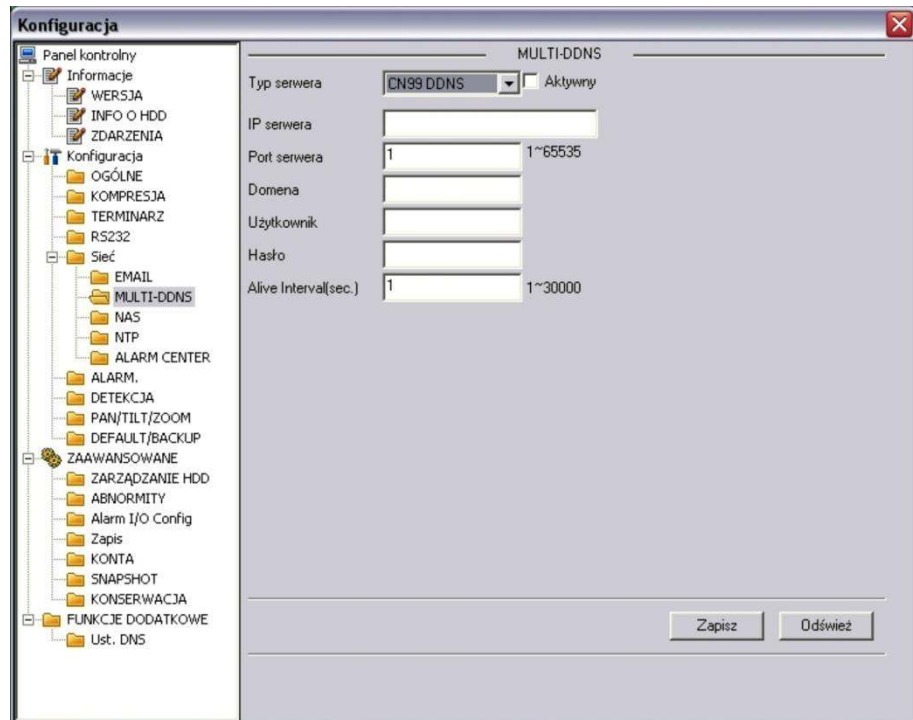 Konfiguracja
Panel kontrolny
Informacje
WERSJA
INFO O HDD
ZDARZENIA
Konfiguracja
OGÓLNE
KOMPRESJA
TERMINARZ
RS232
Sieć
EMAIL
MULTI-DDNS
NAS
NTP
ALARM CENTER
ALARM.
DETEKCJA
PAN/TILT/ZOOM
DEFAULT/BACKUP
ZAAWANSOWANE
ZARZĄDZANIE HDD
ABNORMITY
Alarm I/O Config
Zapis
KONTA
SNAPSHOT
KONSERWACJA
FUNKCJE DODATKOWE
Ust. DNS
MULTI-DDNS
Typ serwera CN99 DDNS Aktywny
IP serwera
Port serwera 1 1~65535
Domena
Użytkownik
Hasło
Alive Interval(sec.) 1 1~30000
Zapisz Odśwież